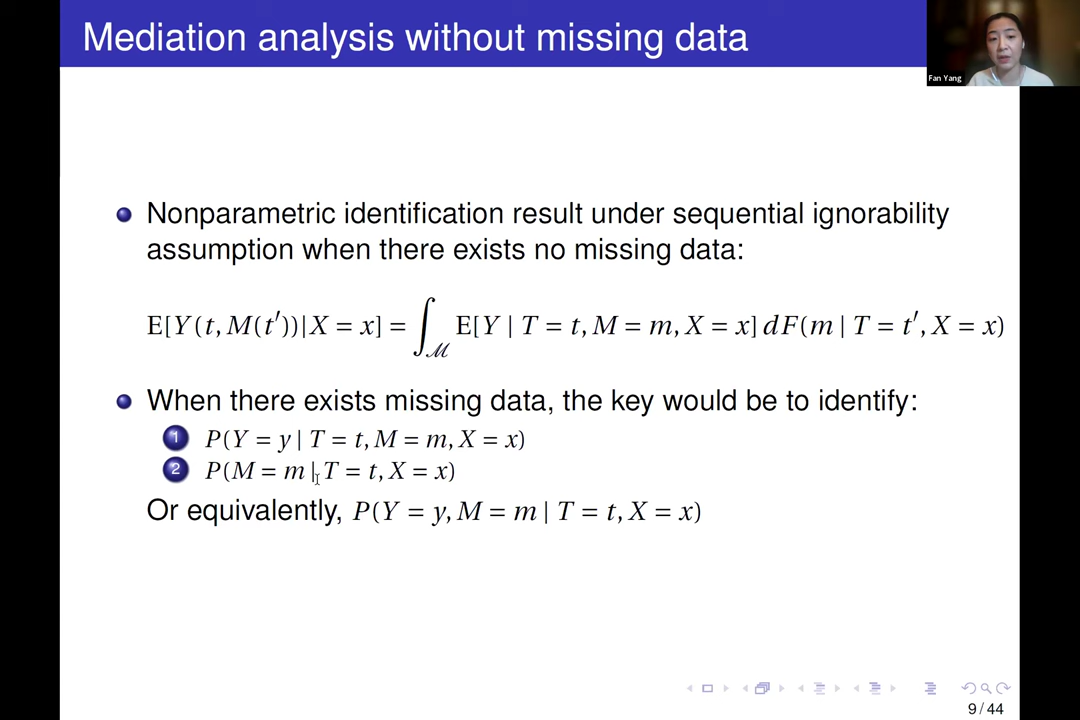 Mediation analysis without missing data
Fan Yang
Nonparametric identification result under sequential ignorability
assumption when there exists no missing data:
E[Y(t, M(t′))|X = x] = ∫_ℳ E[Y | T = t, M = m, X = x] dF(m | T = t′, X = x)
When there exists missing data, the key would be to identify:
1 P(Y = y | T = t, M = m, X = x)
2 P(M = m | T = t, X = x)
Or equivalently, P(Y = y, M = m | T = t, X = x)
9 / 44